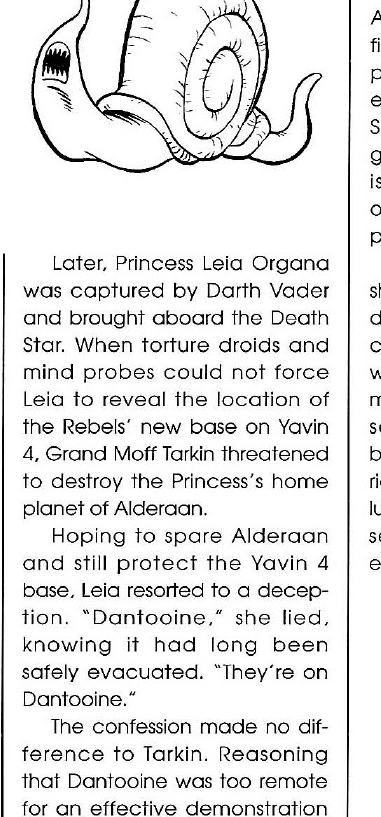 Later, Princess Leia Organa
was captured by Darth Vader
and brought aboard the Death
Star. When torture droids and
mind probes could not force
Leia to reveal the location of
the Rebels' new base on Yavin
4, Grand Moff Tarkin threatened
to destroy the Princess's home
planet of Alderaan.
Hoping to spare Alderaan
and still protect the Yavin 4
base, Leia resorted to a decep-
tion. "Dantooine," she lied,
knowing it had long been
safely evacuated. "They're on
Dantooine."
The confession made no dif-
ference to Tarkin. Reasoning
that Dantooine was too remote
for an effective demonstration